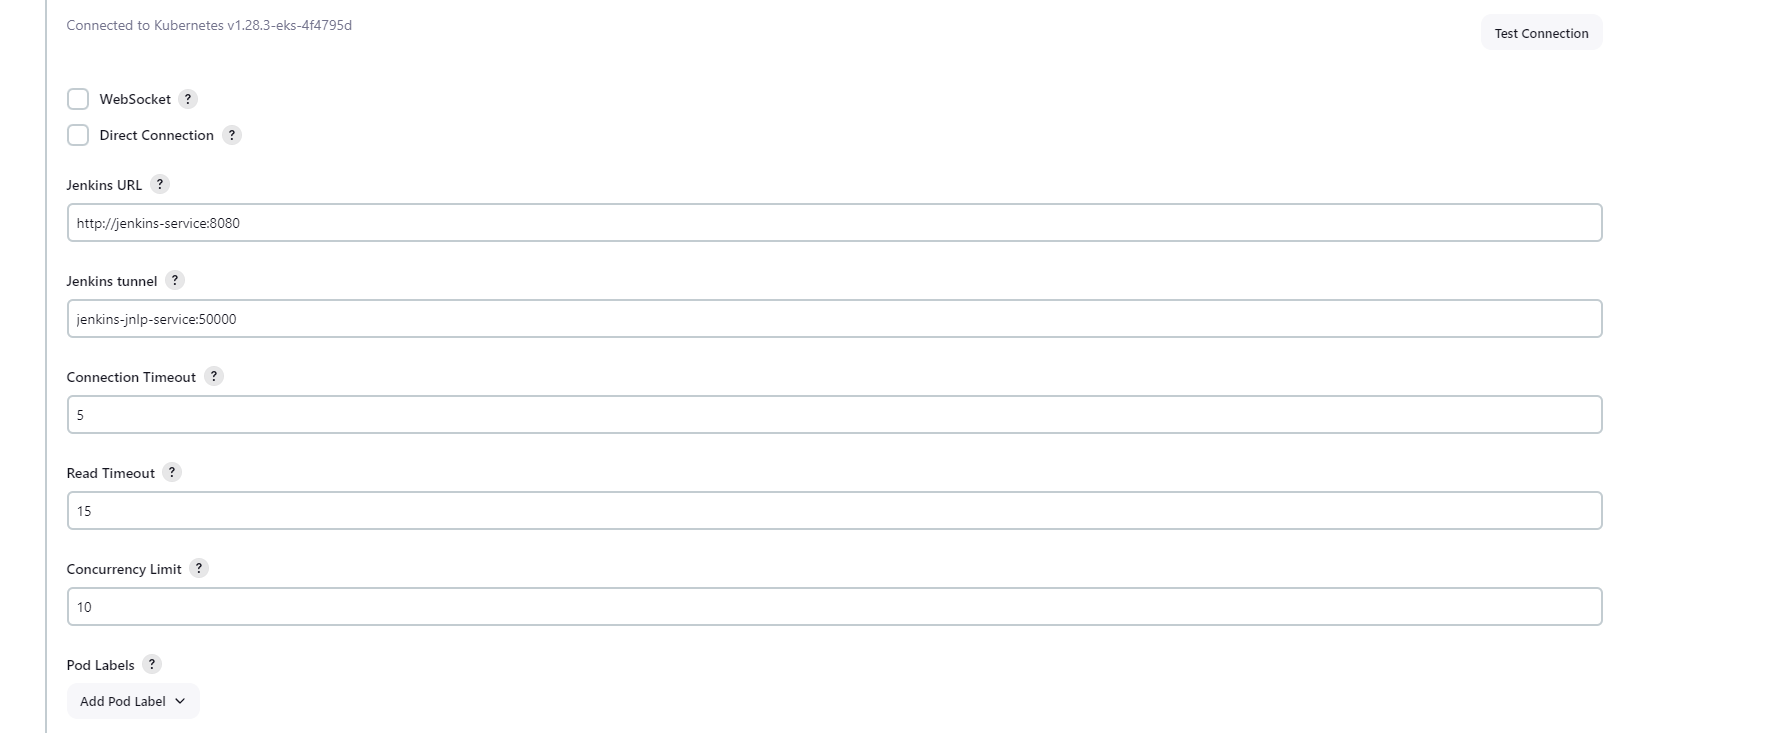 Connected to Kubernetes v1.28.3-eks-4f4795d
Test Connection
WebSocket ?
Direct Connection ?
Jenkins URL ?
http://jenkins-service:8080
Jenkins tunnel ?
jenkins-jnlp-service:50000
Connection Timeout ?
5
Read Timeout ?
15
Concurrency Limit ?
10
Pod Labels ?
Add Pod Label